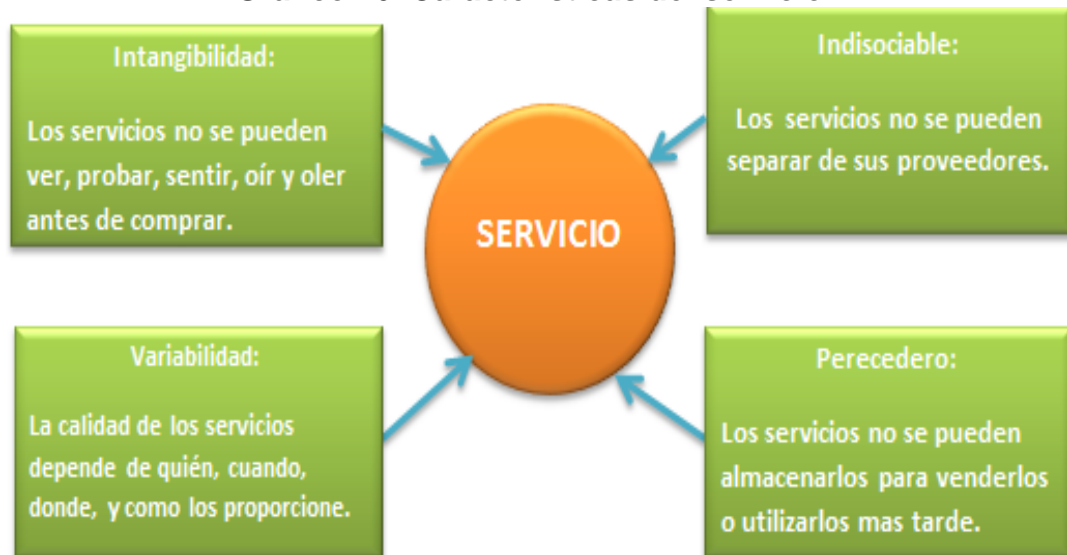 Intangibilidad:
Los servicios no se pueden
ver, probar, sentir, oír y oler
antes de comprar.
Indisociable:
Los servicios no se pueden
separar de sus proveedores.
SERVICIO
Variabilidad:
La calidad de los servicios
depende de quién, cuando,
donde, y como los proporcione.
Perecedero:
Los servicios no se pueden
almacenarlos para venderlos
o utilizarlos mas tarde.